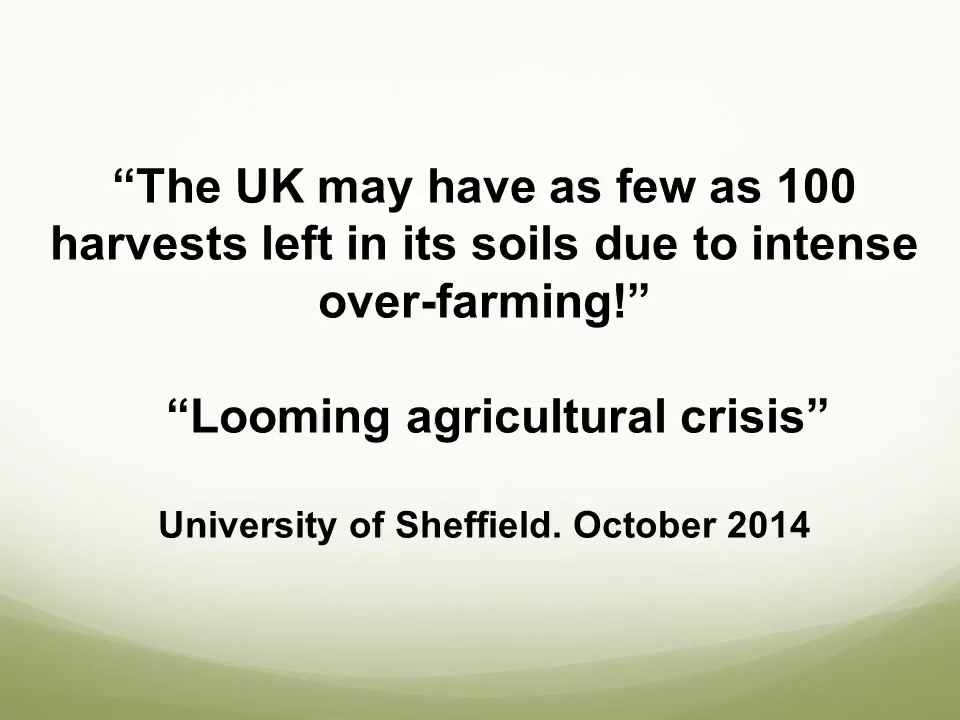 “The UK may have as few as 100
harvests left in its soils due to intense
over-farming!”
“Looming agricultural crisis”
University of Sheffield. October 2014